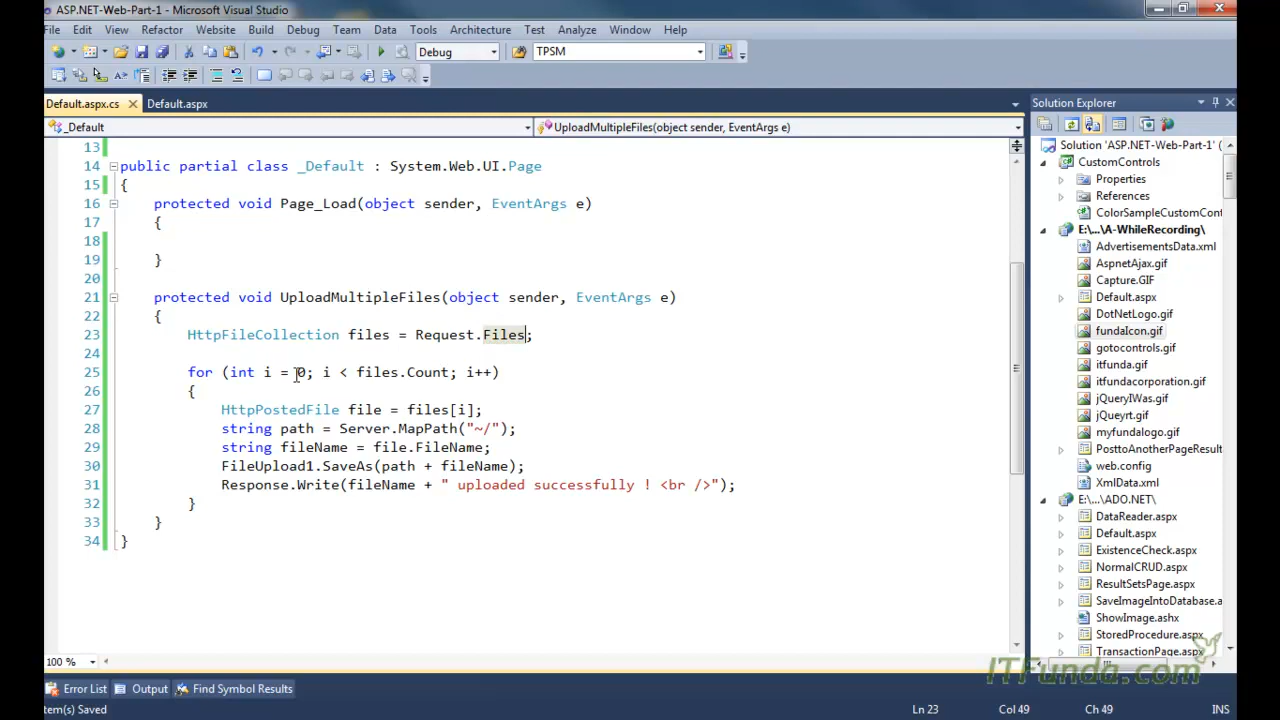 ASP.NET-Web-Part-1 - Microsoft Visual Studio
File Edit View Refactor Website Build Debug Team Data Tools Architecture Test Analyze Window Help
Debug TPSM
Default.aspx.cs Default.aspx
_Default UploadMultipleFiles(object sender, EventArgs e)
13
14 public partial class _Default : System.Web.UI.Page
15 {
16 protected void Page_Load(object sender, EventArgs e)
17 {
18
19 }
20
21 protected void UploadMultipleFiles(object sender, EventArgs e)
22 {
23 HttpFileCollection files = Request.Files;
24
25 for (int i = 0; i < files.Count; i++)
26 {
27 HttpPostedFile file = files[i];
28 string path = Server.MapPath("~/");
29 string fileName = file.FileName;
30 FileUpload1.SaveAs(path + fileName);
31 Response.Write(fileName + " uploaded successfully ! <br />");
32 }
33 }
34 }
100 %
Solution Explorer
Solution 'ASP.NET-Web-Part-1' (
CustomControls
Properties
References
ColorSampleCustomCont
E:\...\A-WhileRecording\
AdvertisementsData.xml
AspnetAjax.gif
Capture.GIF
Default.aspx
DotNetLogo.gif
fundaIcon.gif
gotocontrols.gif
itfunda.gif
itfundacorporation.gif
jQueryIWas.gif
jQueyrt.gif
myfundalogo.gif
PosttoAnotherPageResult
web.config
XmlData.xml
E:\...\ADO.NET\
DataReader.aspx
Default.aspx
ExistenceCheck.aspx
NormalCRUD.aspx
ResultSetsPage.aspx
SaveImageIntoDatabase.a
ShowImage.ashx
StoredProcedure.aspx
TransactionPage.aspx
ITFunda.com
Error List Output Find Symbol Results
tem(s) Saved Ln 23 Col 49 Ch 49 INS